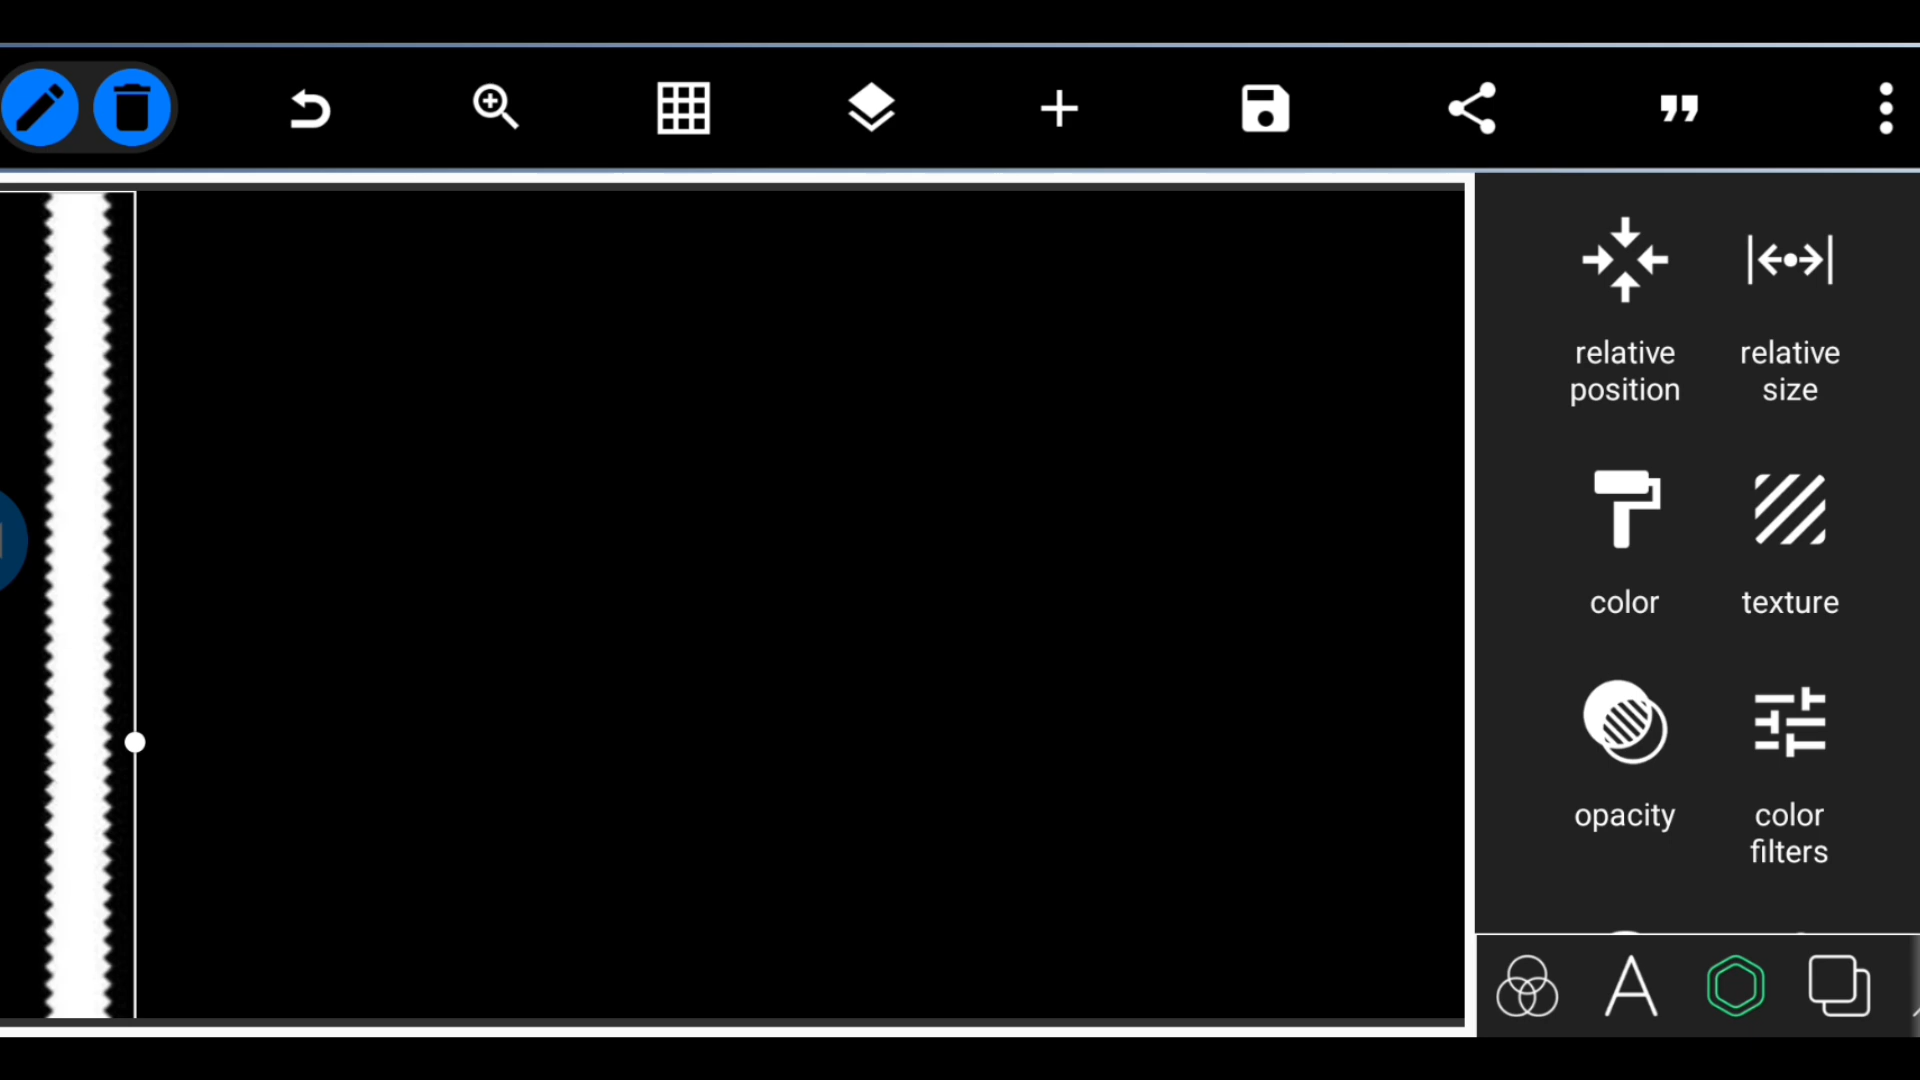 relative
position
relative
size
color
texture
opacity
color
filters